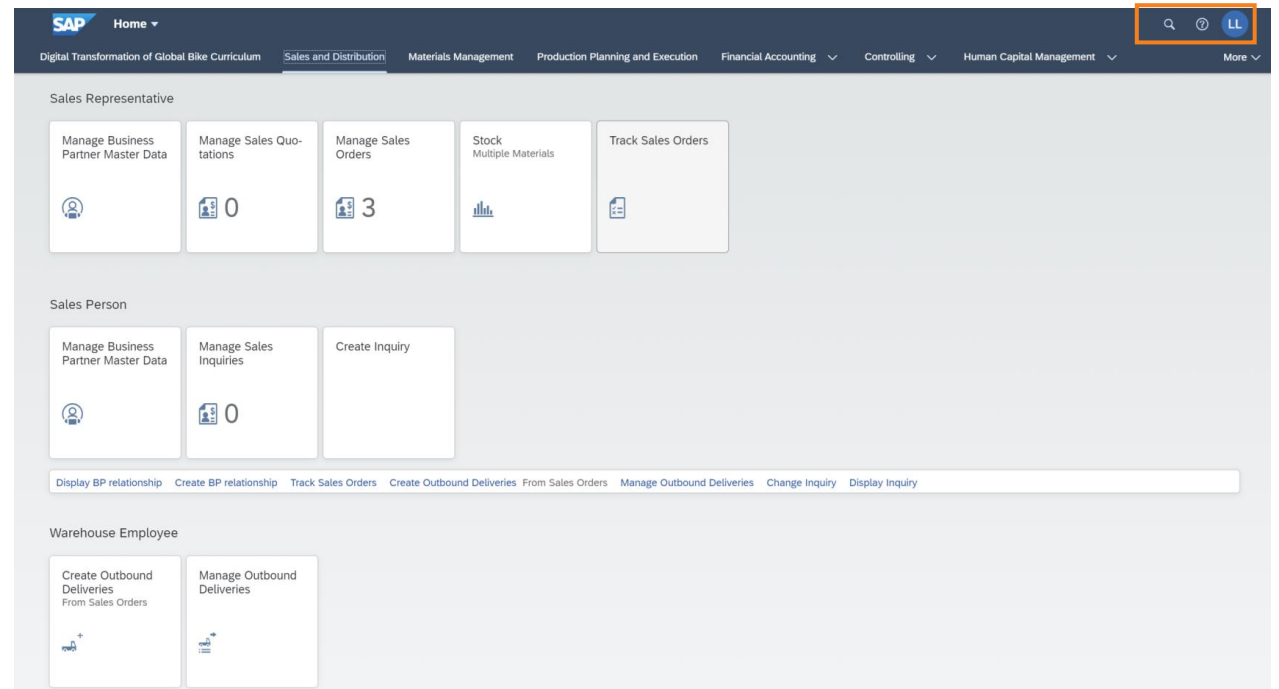 SAP Home LL
Digital Transformation of Global Bike Curriculum Sales and Distribution Materials Management Production Planning and Execution Financial Accounting Controlling Human Capital Management More
Sales Representative
Manage Business
Partner Master Data
Manage Sales Quo-
tations
0
Manage Sales
Orders
3
Stock
Multiple Materials
Track Sales Orders
Sales Person
Manage Business
Partner Master Data
Manage Sales
Inquiries
0
Create Inquiry
Display BP relationship Create BP relationship Track Sales Orders Create Outbound Deliveries From Sales Orders Manage Outbound Deliveries Change Inquiry Display Inquiry
Warehouse Employee
Create Outbound
Deliveries
From Sales Orders
Manage Outbound
Deliveries